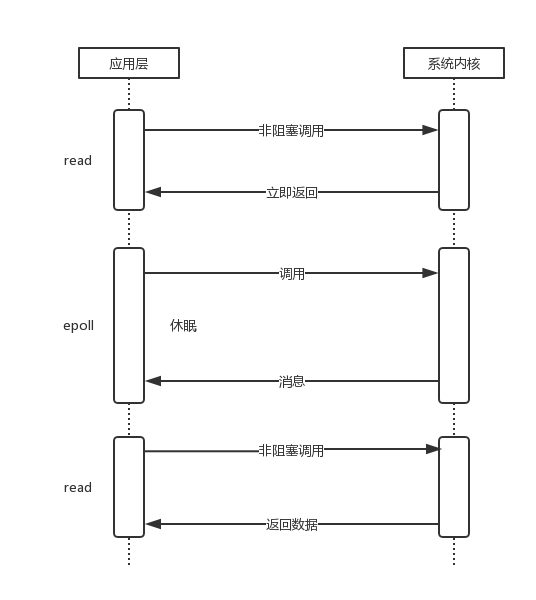 应用层
系统内核
非阻塞调用
read
立即返回
调用
epoll
休眠
消息
非阻塞调用
read
返回数据